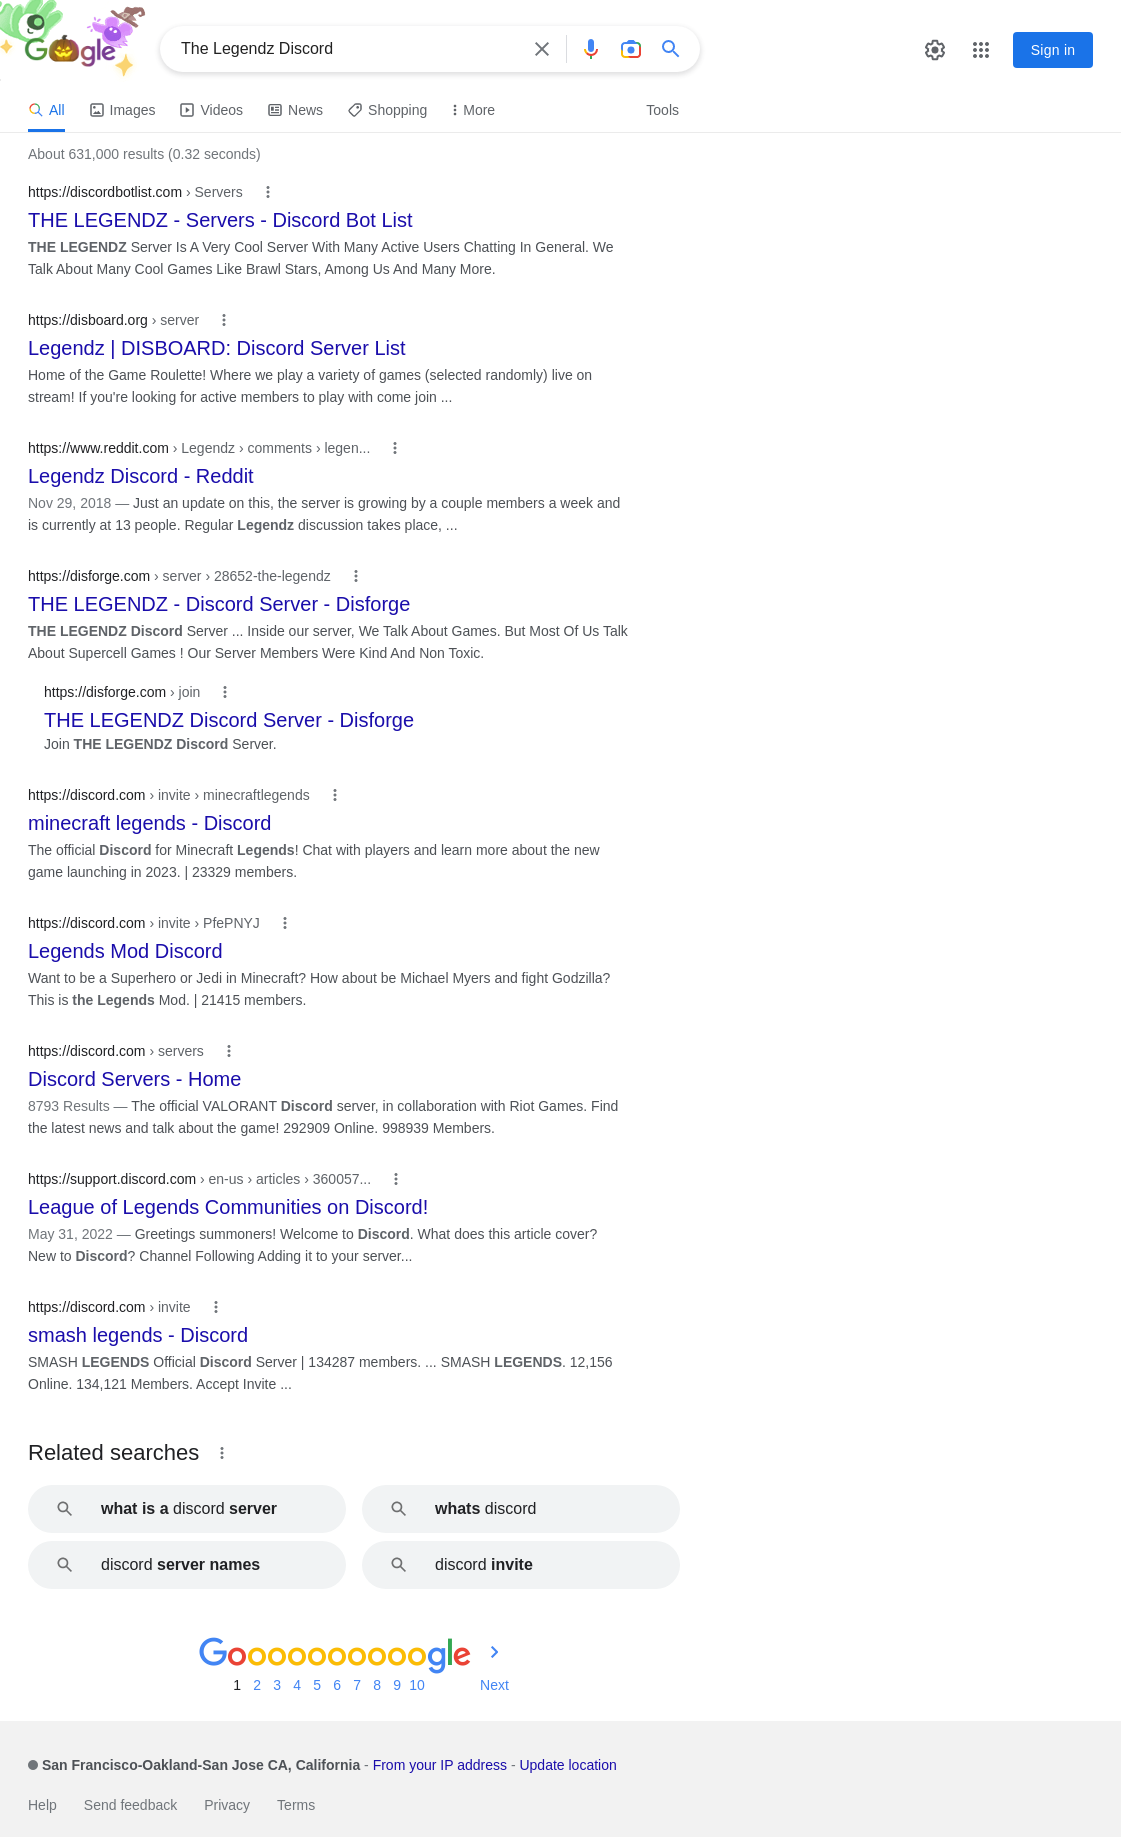 Google
The Legendz Discord
Sign in
All Images Videos News Shopping More Tools
About 631,000 results (0.32 seconds)
https://discordbotlist.com › Servers
THE LEGENDZ - Servers - Discord Bot List
THE LEGENDZ Server Is A Very Cool Server With Many Active Users Chatting In General. We
Talk About Many Cool Games Like Brawl Stars, Among Us And Many More.
https://disboard.org › server
Legendz | DISBOARD: Discord Server List
Home of the Game Roulette! Where we play a variety of games (selected randomly) live on
stream! If you're looking for active members to play with come join ...
https://www.reddit.com › Legendz › comments › legen...
Legendz Discord - Reddit
Nov 29, 2018 — Just an update on this, the server is growing by a couple members a week and
is currently at 13 people. Regular Legendz discussion takes place, ...
https://disforge.com › server › 28652-the-legendz
THE LEGENDZ - Discord Server - Disforge
THE LEGENDZ Discord Server ... Inside our server, We Talk About Games. But Most Of Us Talk
About Supercell Games ! Our Server Members Were Kind And Non Toxic.
https://disforge.com › join
THE LEGENDZ Discord Server - Disforge
Join THE LEGENDZ Discord Server.
https://discord.com › invite › minecraftlegends
minecraft legends - Discord
The official Discord for Minecraft Legends! Chat with players and learn more about the new
game launching in 2023. | 23329 members.
https://discord.com › invite › PfePNYJ
Legends Mod Discord
Want to be a Superhero or Jedi in Minecraft? How about be Michael Myers and fight Godzilla?
This is the Legends Mod. | 21415 members.
https://discord.com › servers
Discord Servers - Home
8793 Results — The official VALORANT Discord server, in collaboration with Riot Games. Find
the latest news and talk about the game! 292909 Online. 998939 Members.
https://support.discord.com › en-us › articles › 360057...
League of Legends Communities on Discord!
May 31, 2022 — Greetings summoners! Welcome to Discord. What does this article cover?
New to Discord? Channel Following Adding it to your server...
https://discord.com › invite
smash legends - Discord
SMASH LEGENDS Official Discord Server | 134287 members. ... SMASH LEGENDS. 12,156
Online. 134,121 Members. Accept Invite ...
Related searches
what is a discord server
whats discord
discord server names
discord invite
Goooooooooogle
1 2 3 4 5 6 7 8 9 10 Next
San Francisco-Oakland-San Jose CA, California - From your IP address - Update location
Help Send feedback Privacy Terms